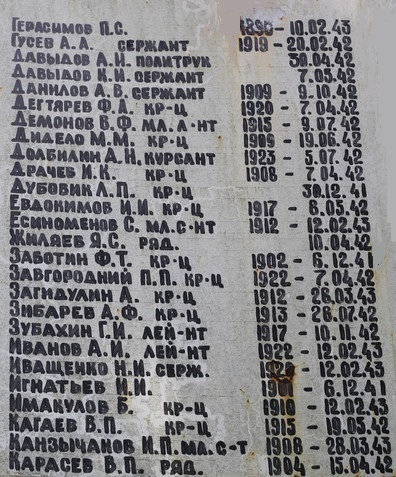 Герасимов П.С. 1890 - 10.02.43
Гусев А.А. сержант 1919 - 20.02.42
Давыдов А.И. политрук 30.04.42
Давыдов К.И. сержант 7.03.42
Данилов А.В. сержант 1909 - 9.10.42
Дегтярев Ф.А. кр-ц 1920 - 7.04.42
Демонов В.Ф. мл. л-нт 1913 - 9.07.42
Дидело М.М. кр-ц 1909 - 19.06.42
Долбилин А.Н. курсант 1923 - 5.07.42
Драчев И.К. кр-ц 1908 - 7.04.42
Дубовик Л.П. кр-ц 30.12.41
Евдокимов И.И. кр-ц 1917 - 6.03.42
Есиноменов С. мл. с-нт 1912 - 12.02.43
Жиляев Я.С. ряд. 10.04.42
Заботин Ф.Т. кр-ц 1902 - 6.12.41
Завгородний П.П. кр-ц 1922 - 7.04.42
Загидулин А. кр-ц 1912 - 26.03.43
Зибарев А.Ф. кр-ц 1913 - 26.07.42
Зубахин Г.И. лей-нт 1917 - 10.11.42
Иванов А.И. лей-нт 1922 - 12.02.43
Иващенко Н.И. серж. 12.02.43
Игнатьев И.И. 6.12.41
Имакулов Б. кр-ц 1910 - 12.02.43
Кагаев В.П. кр-ц 1915 - 19.03.42
Канзычаков И.П. мл. с-т 1908 - 28.03.43
Карасев В.П. ряд. 1904 - 15.04.42